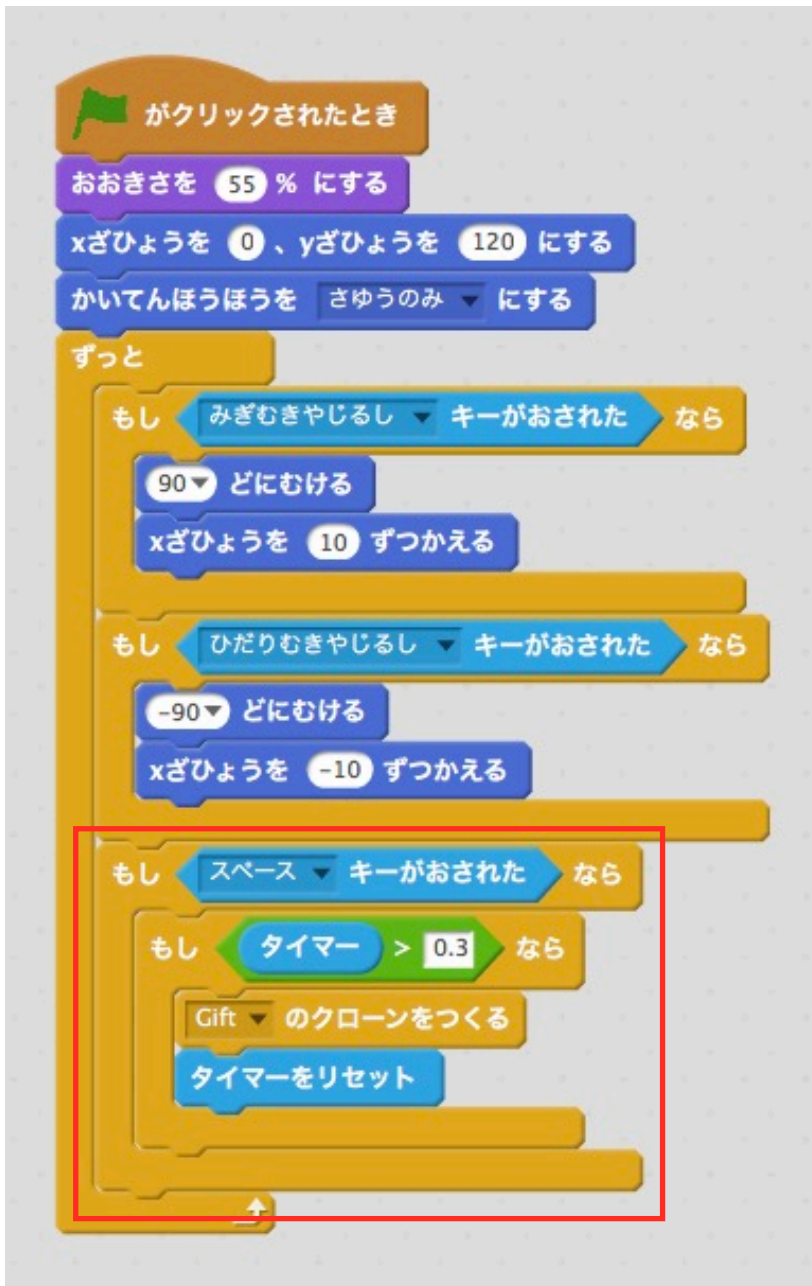 がクリックされたとき
おおきさを 55 % にする
xざひょうを 0 、yざひょうを 120 にする
かいてんほうほうを さゆうのみ にする
ずっと
もし みぎむきやじるし キーがおされた なら
90 どにむける
xざひょうを 10 ずつかえる
もし ひだりむきやじるし キーがおされた なら
-90 どにむける
xざひょうを -10 ずつかえる
もし スペース キーがおされた なら
もし タイマー > 0.3 なら
Gift のクローンをつくる
タイマーをリセット